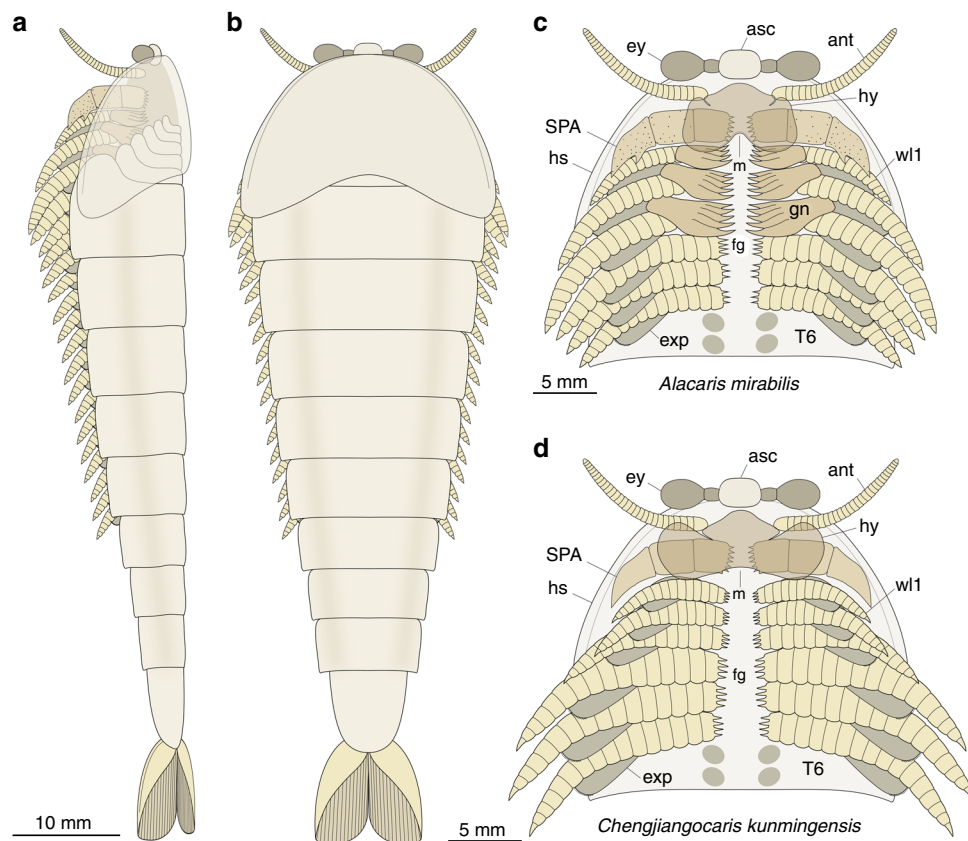 a
b
c
asc
ey
ant
hy
SPA
hs
m
wl1
gn
fg
exp
T6
5 mm
Alacaris mirabilis
d
asc
ey
ant
hy
SPA
hs
m
wl1
fg
exp
T6
10 mm
5 mm
Chengjiangocaris kunmingensis